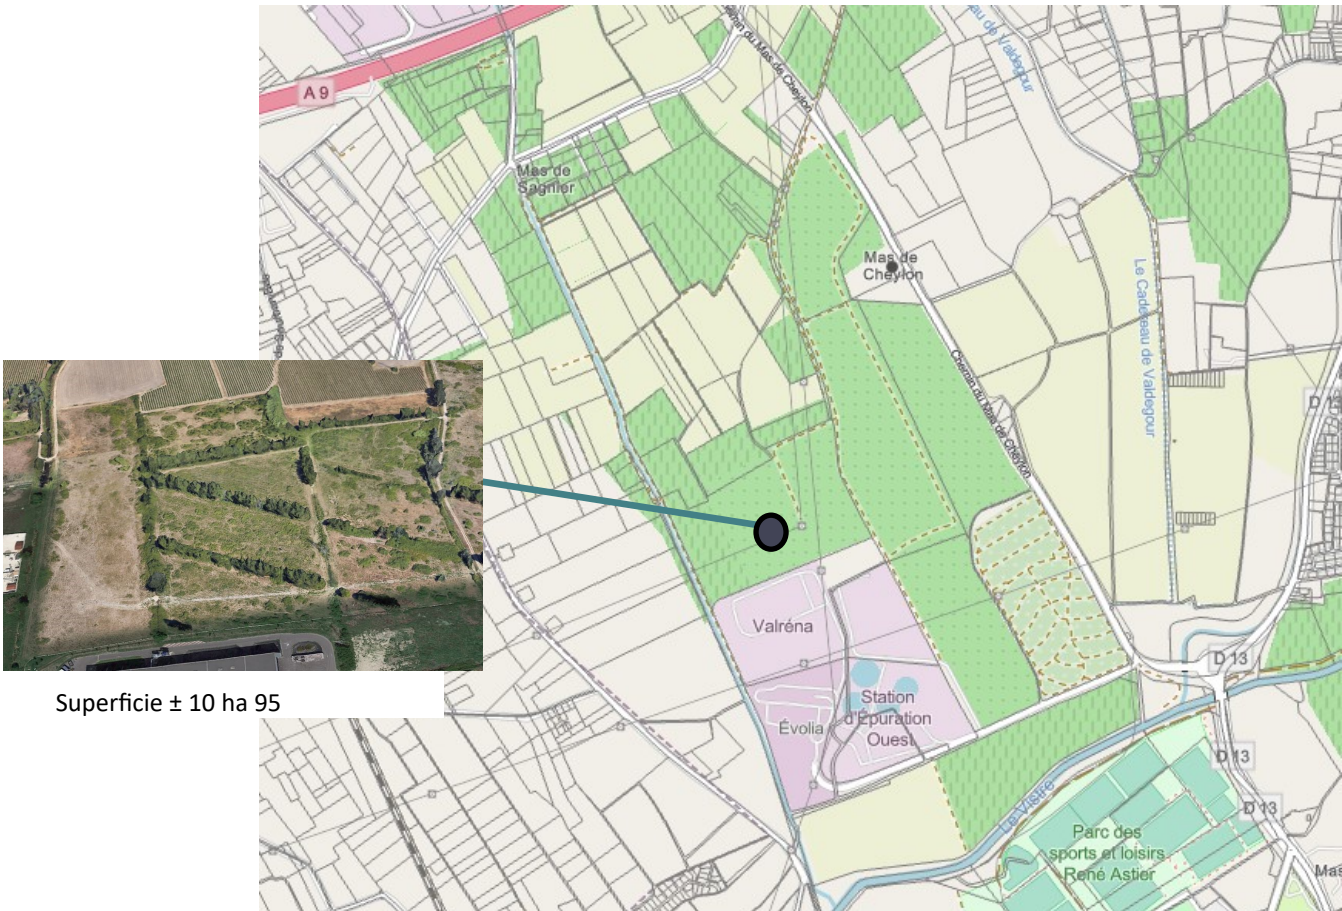 A 9
Chemin du Mas de Cheylon
au de Valdegour
Mas de
Sagnier
Mas de
Cheylon
Le Cadereau de Valdegour
Chemin du Mas de Cheylon
D 13
Valréna
D 13
Superficie ± 10 ha 95
Station
d'Épuration
Ouest
Évolia
D 13
D 13
Le Vistre
Parc des
sports et loisirs
René Astier
Mas